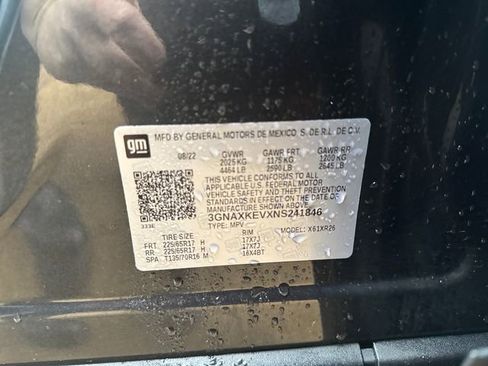 gm
MFD BY GENERAL MOTORS DE MEXICO, S. DE R.L. DE C.V.
08/22 GVWR GAWR FRT GAWR RR
2025 KG 1175 KG 1200 KG
4464 LB 2590 LB 2645 LB
THIS VEHICLE CONFORMS TO ALL
APPLICABLE U.S. FEDERAL MOTOR
VEHICLE SAFETY AND THEFT
PREVENTION STANDARDS IN EFFECT
ON THE DATE OF MANUFACTURE
SHOWN ABOVE.
3GNAXKEVXNS241846
333E TYPE: MPV MODEL: X61XR26
TIRE SIZE RIM
FRT 225/65R17 H 17X7J
RR 225/65R17 H 17X7J
SPA T135/70R16 M 16X4BT